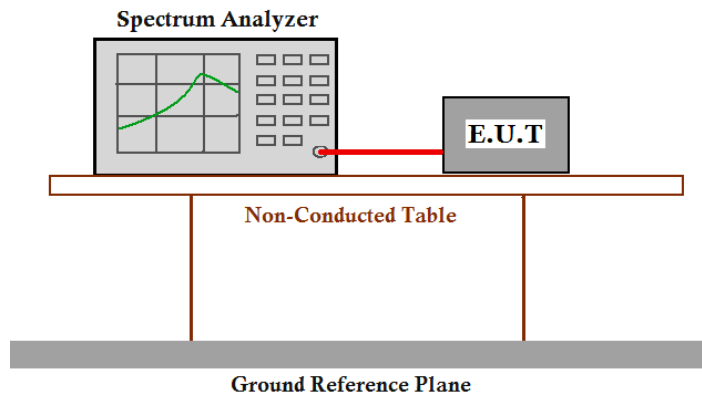 Spectrum Analyzer
E.U.T
Non-Conducted Table
Ground Reference Plane